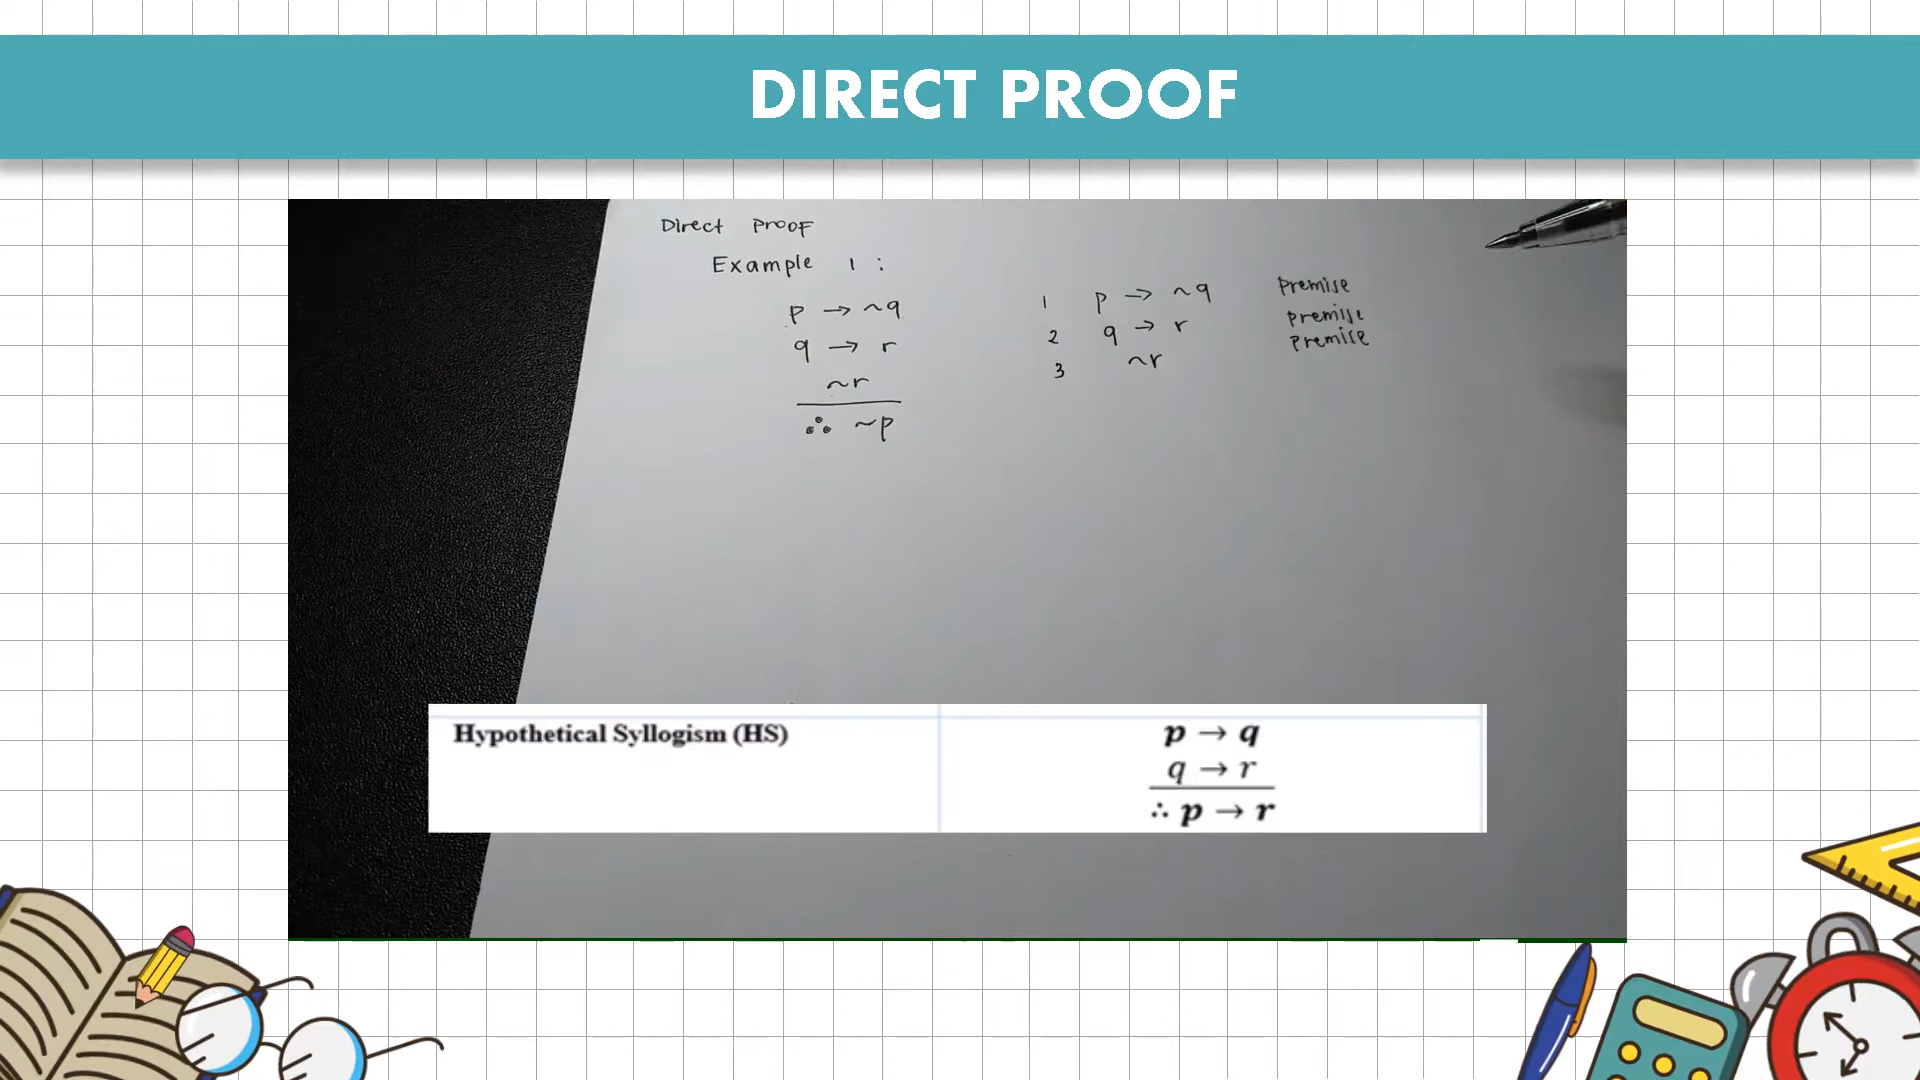 DIRECT PROOF
Direct Proof
Example 1 :
p → ~q
q → r
~r
∴ ~p
1 p → ~q premise
2 q → r premise
3 ~r premise
Hypothetical Syllogism (HS)
p → q
q → r
∴ p → r